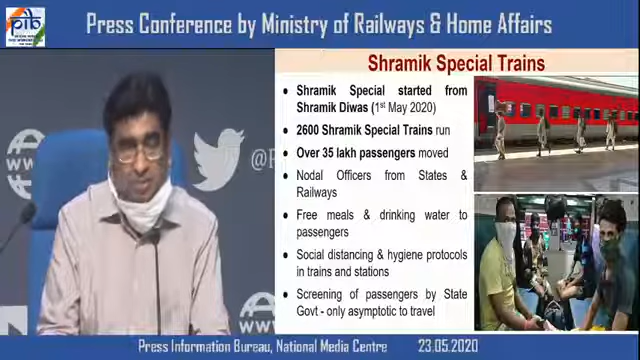 pib
Press Conference by Ministry of Railways & Home Affairs
Shramik Special Trains
• Shramik Special started from
Shramik Diwas (1st May 2020)
• 2600 Shramik Special Trains run
• Over 35 lakh passengers moved
• Nodal Officers from States &
Railways
• Free meals & drinking water to
passengers
• Social distancing & hygiene protocols
in trains and stations
• Screening of passengers by State
Govt - only asymptotic to travel
Press Information Bureau, National Media Centre
23.05.2020